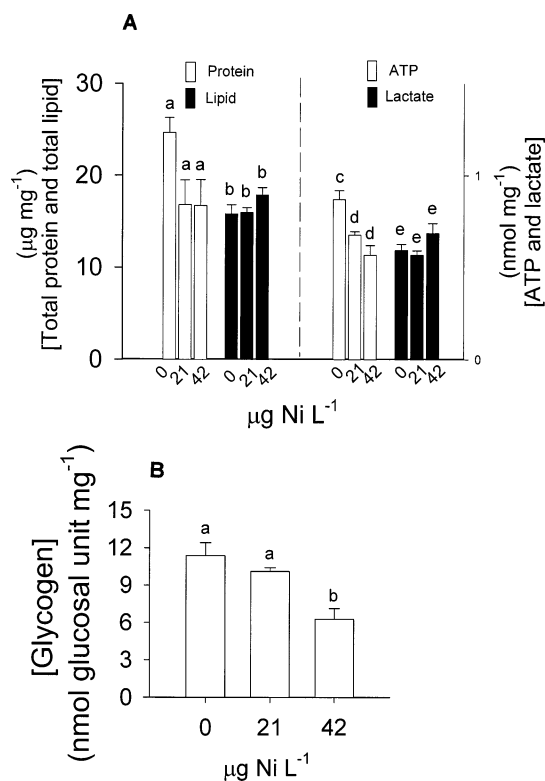 A
Protein
Lipid
ATP
Lactate
[Total protein and total lipid]
(μg mg⁻¹)
30
20
10
0
a
a a
b b b
c
d
d
e e e
1
0
(nmol mg⁻¹)
[ATP and lactate]
0 21 42 0 21 42 0 21 42 0 21 42
μg Ni L⁻¹
B
[Glycogen]
(nmol glucosal unit mg⁻¹)
15
12
9
6
3
0
a
a
b
0 21 42
μg Ni L⁻¹